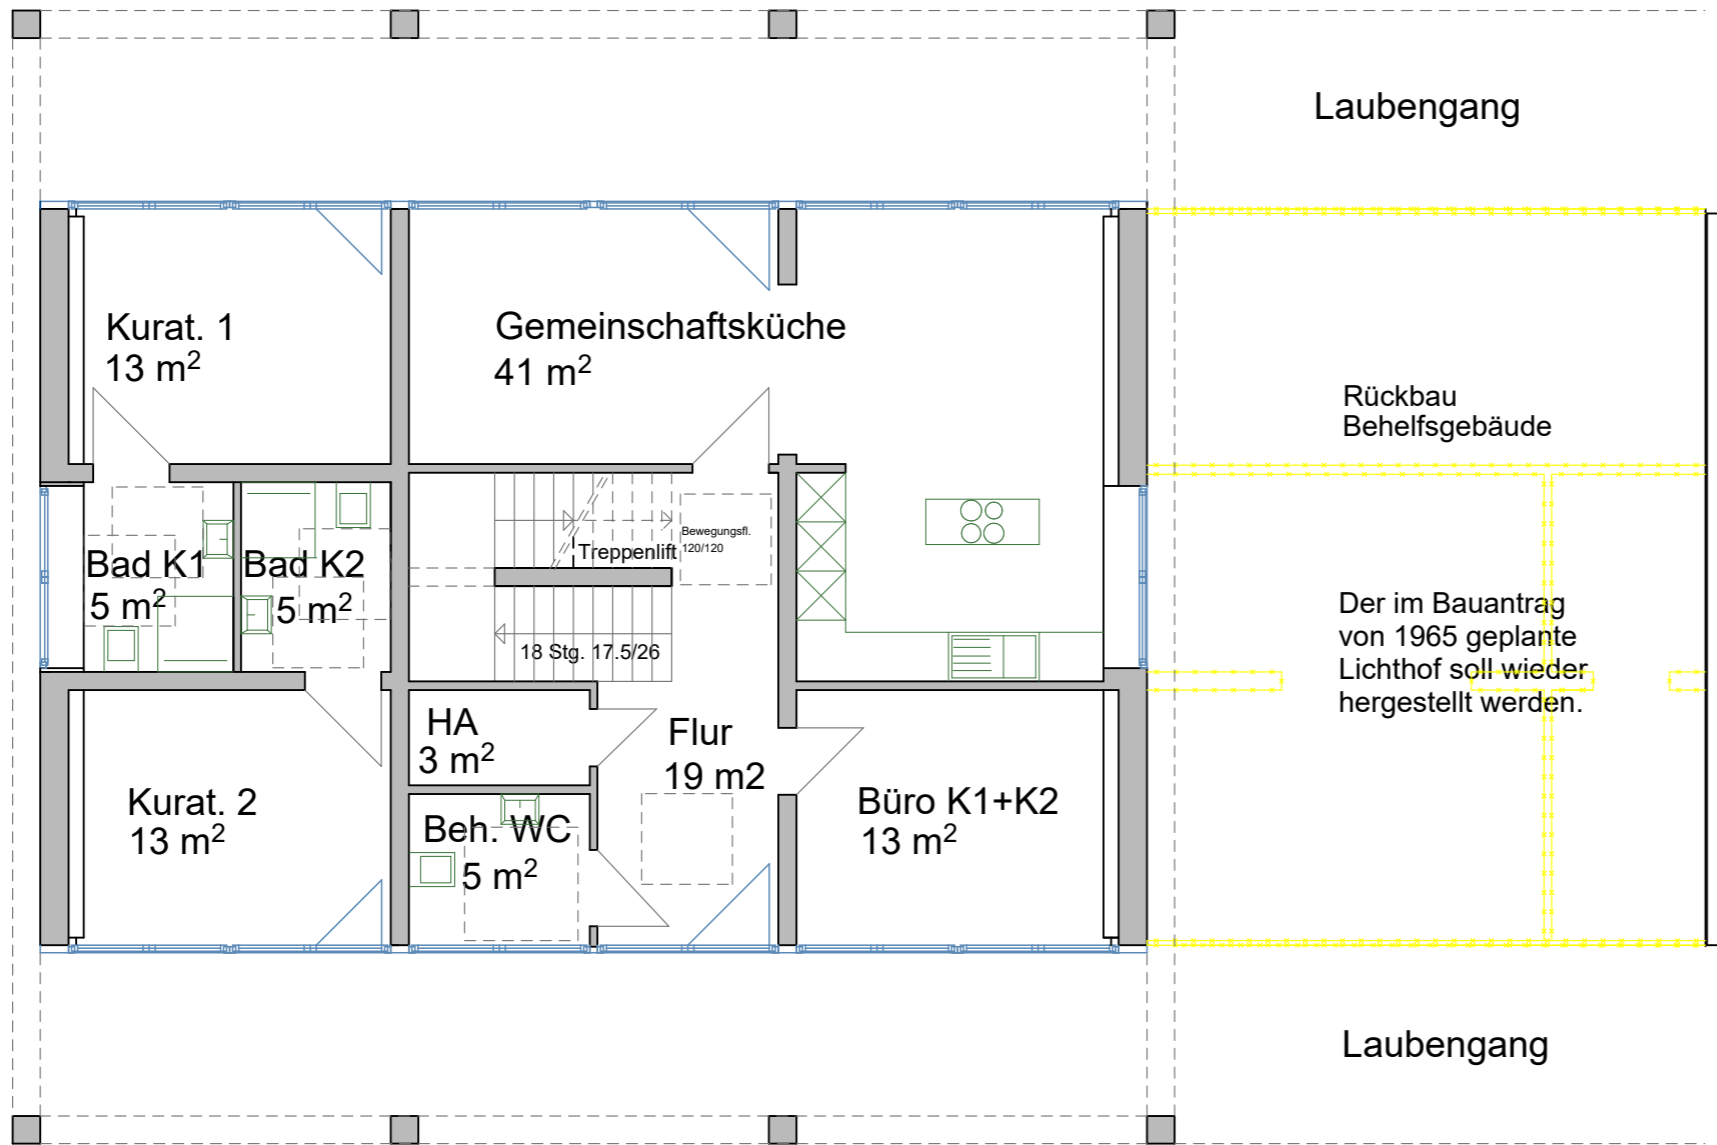 Laubengang
Kurat. 1
13 m²
Gemeinschaftsküche
41 m²
Rückbau
Behelfsgebäude
Bad K1
5 m²
Bad K2
5 m²
Treppenlift
Bewegungsfl.
120/120
18 Stg. 17.5/26
Der im Bauantrag
von 1965 geplante
Lichthof soll wieder
hergestellt werden.
HA
3 m²
Flur
19 m2
Kurat. 2
13 m²
Beh. WC
5 m²
Büro K1+K2
13 m²
Laubengang